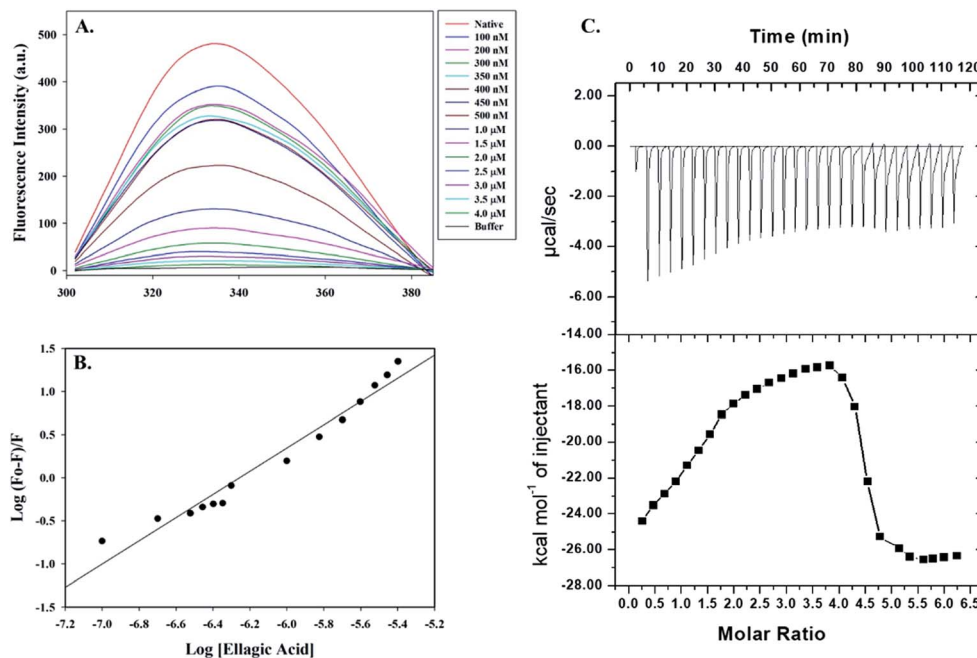 A.
Fluorescence Intensity (a.u.)
500
400
300
200
100
0
300
320
340
360
380
Native
100 nM
200 nM
300 nM
350 nM
400 nM
450 nM
500 nM
1.0 µM
1.5 µM
2.0 µM
2.5 µM
3.0 µM
3.5 µM
4.0 µM
Buffer
B.
Log (Fo-F)/F
1.5
1.0
0.5
0.0
-0.5
-1.0
-1.5
-7.2
-7.0
-6.8
-6.6
-6.4
-6.2
-6.0
-5.8
-5.6
-5.4
-5.2
Log [Ellagic Acid]
C.
Time (min)
0 10 20 30 40 50 60 70 80 90 100 110 120
µcal/sec
2.00
0.00
-2.00
-4.00
-6.00
-14.00
kcal mol⁻¹ of injectant
-16.00
-18.00
-20.00
-22.00
-24.00
-26.00
-28.00
0.0 0.5 1.0 1.5 2.0 2.5 3.0 3.5 4.0 4.5 5.0 5.5 6.0 6.5
Molar Ratio